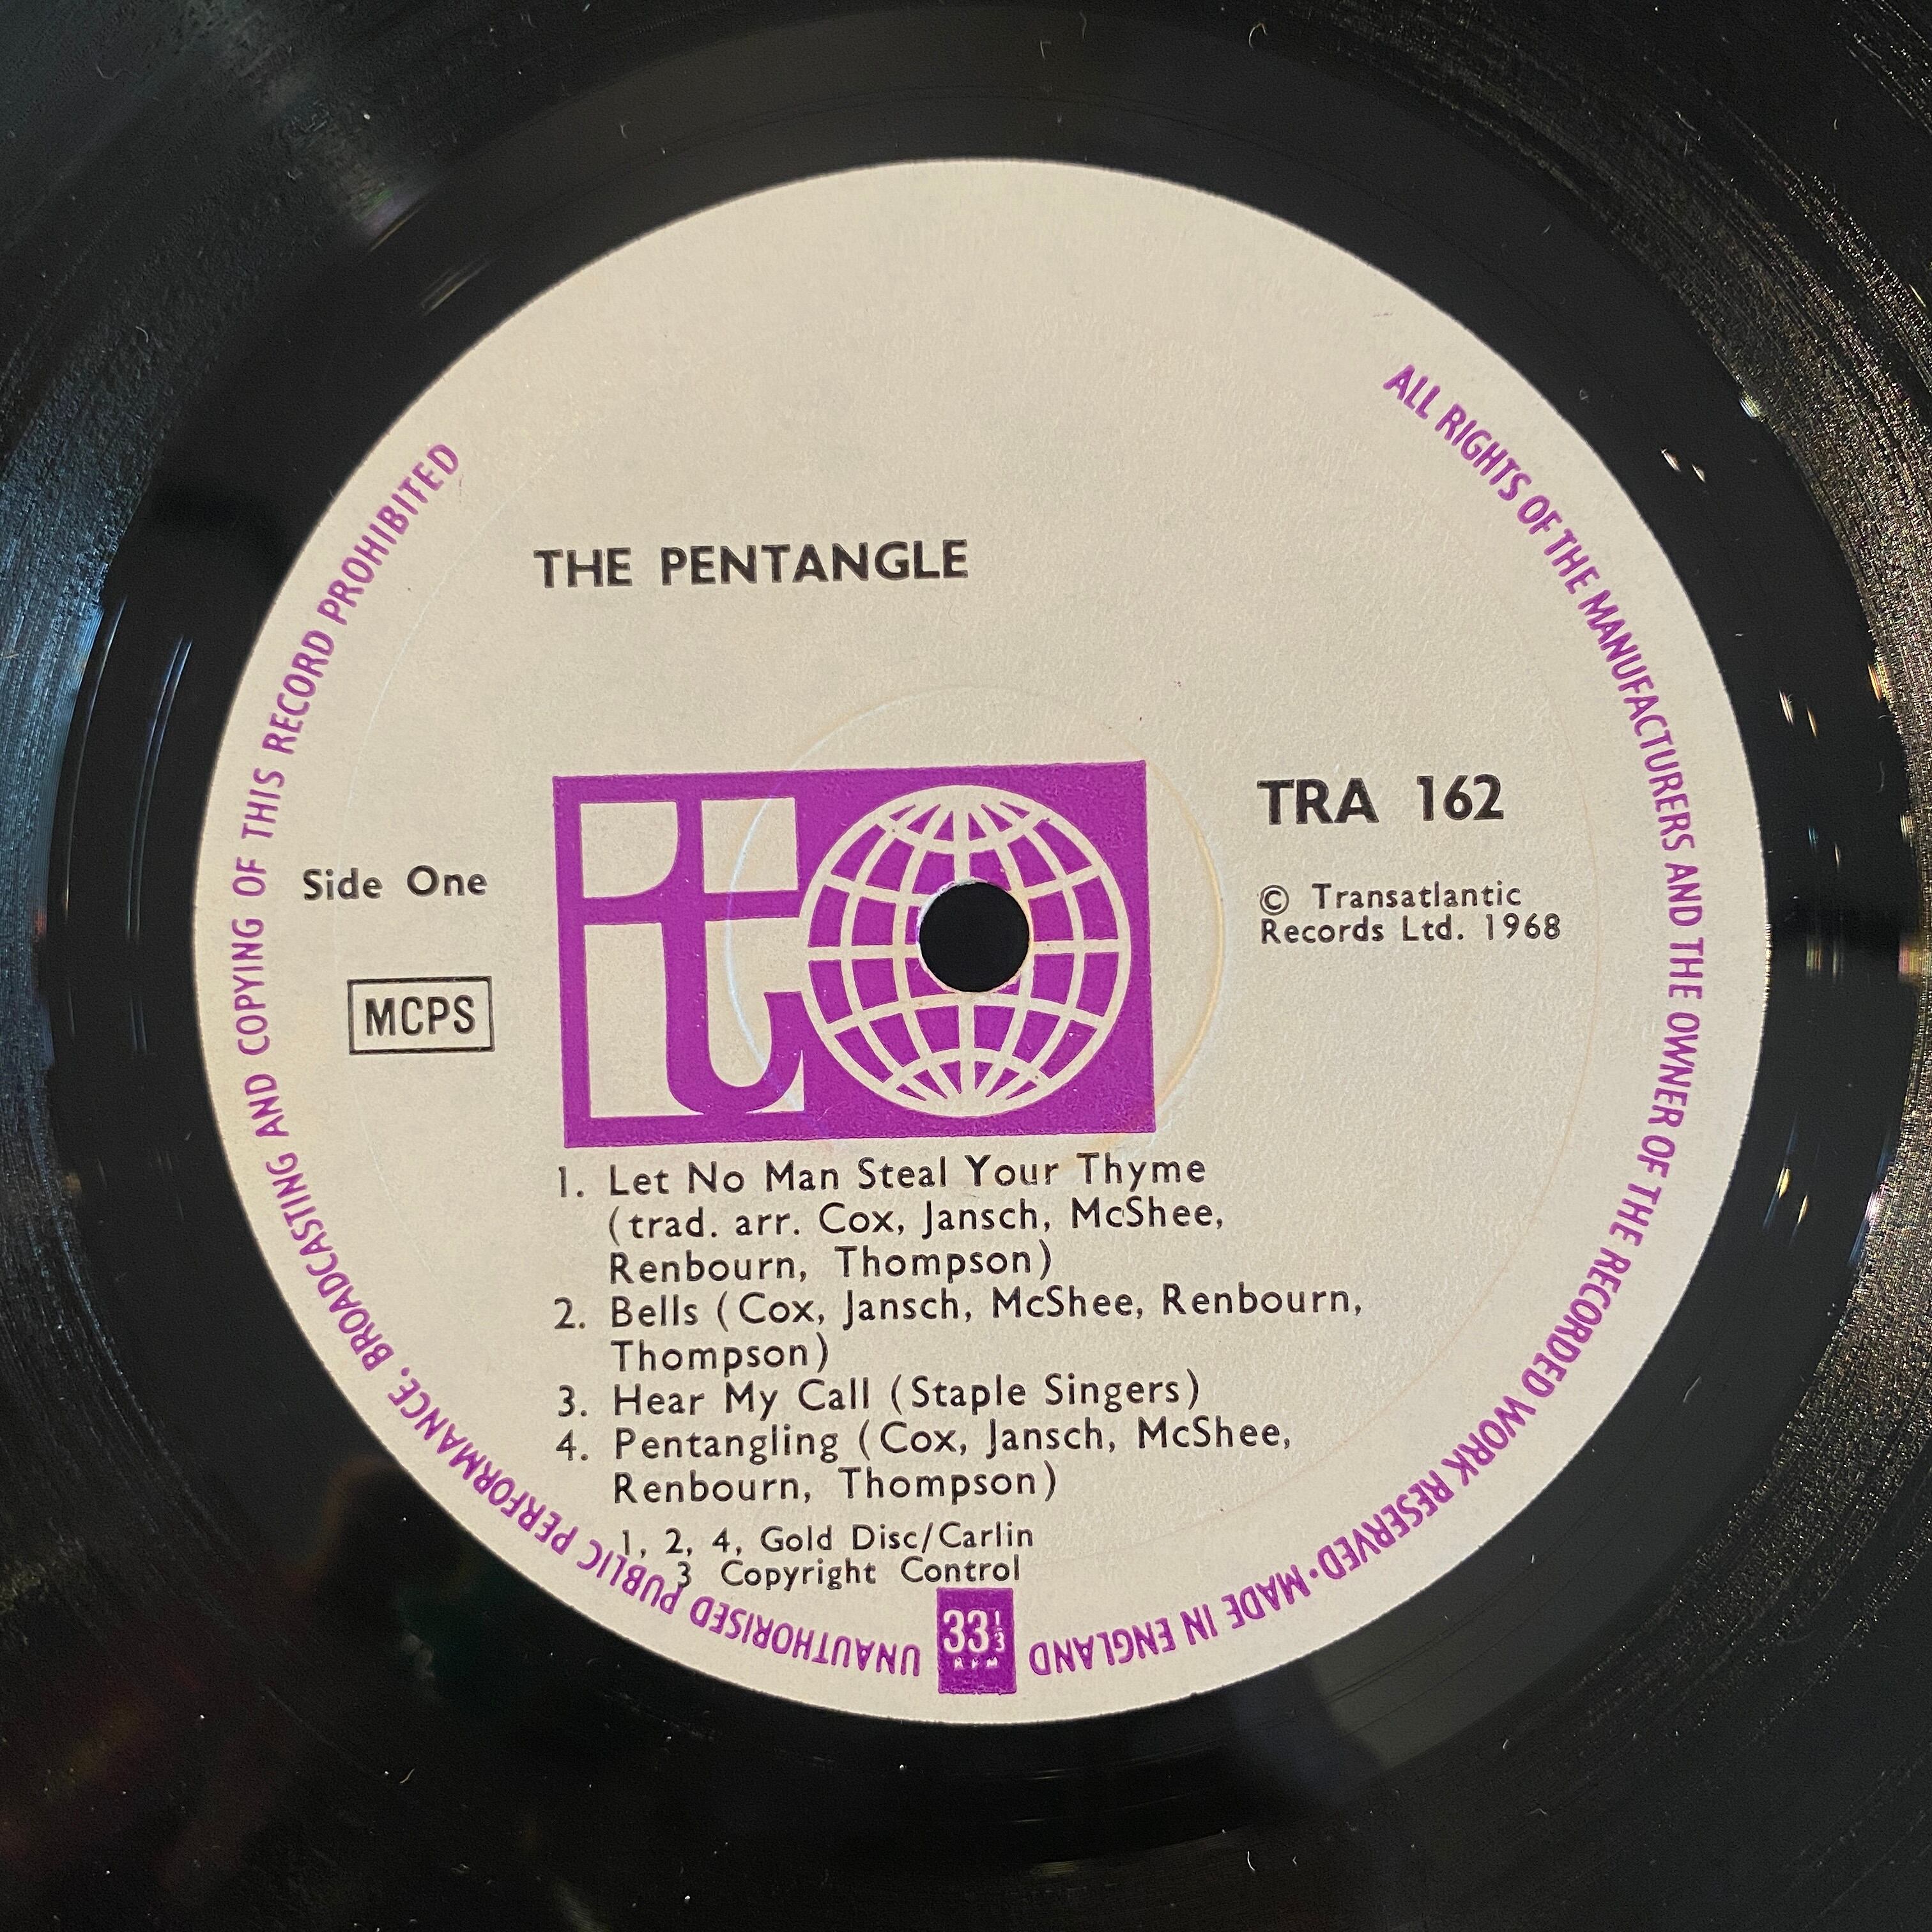 THE PENTANGLE
TRA 162
Side One
© Transatlantic
Records Ltd. 1968
MCPS
1. Let No Man Steal Your Thyme
(trad. arr. Cox, Jansch, McShee,
Renbourn, Thompson)
2. Bells (Cox, Jansch, McShee, Renbourn,
Thompson)
3. Hear My Call (Staple Singers)
4. Pentangling (Cox, Jansch, McShee,
Renbourn, Thompson)
1, 2, 4, Gold Disc/Carlin
3 Copyright Control
33⅓
RPM
ALL RIGHTS OF THE MANUFACTURERS AND THE OWNER OF THE RECORDED WORK RESERVED·MADE IN ENGLAND
UNAUTHORISED PUBLIC PERFORMANCE, BROADCASTING AND COPYING OF THIS RECORD PROHIBITED